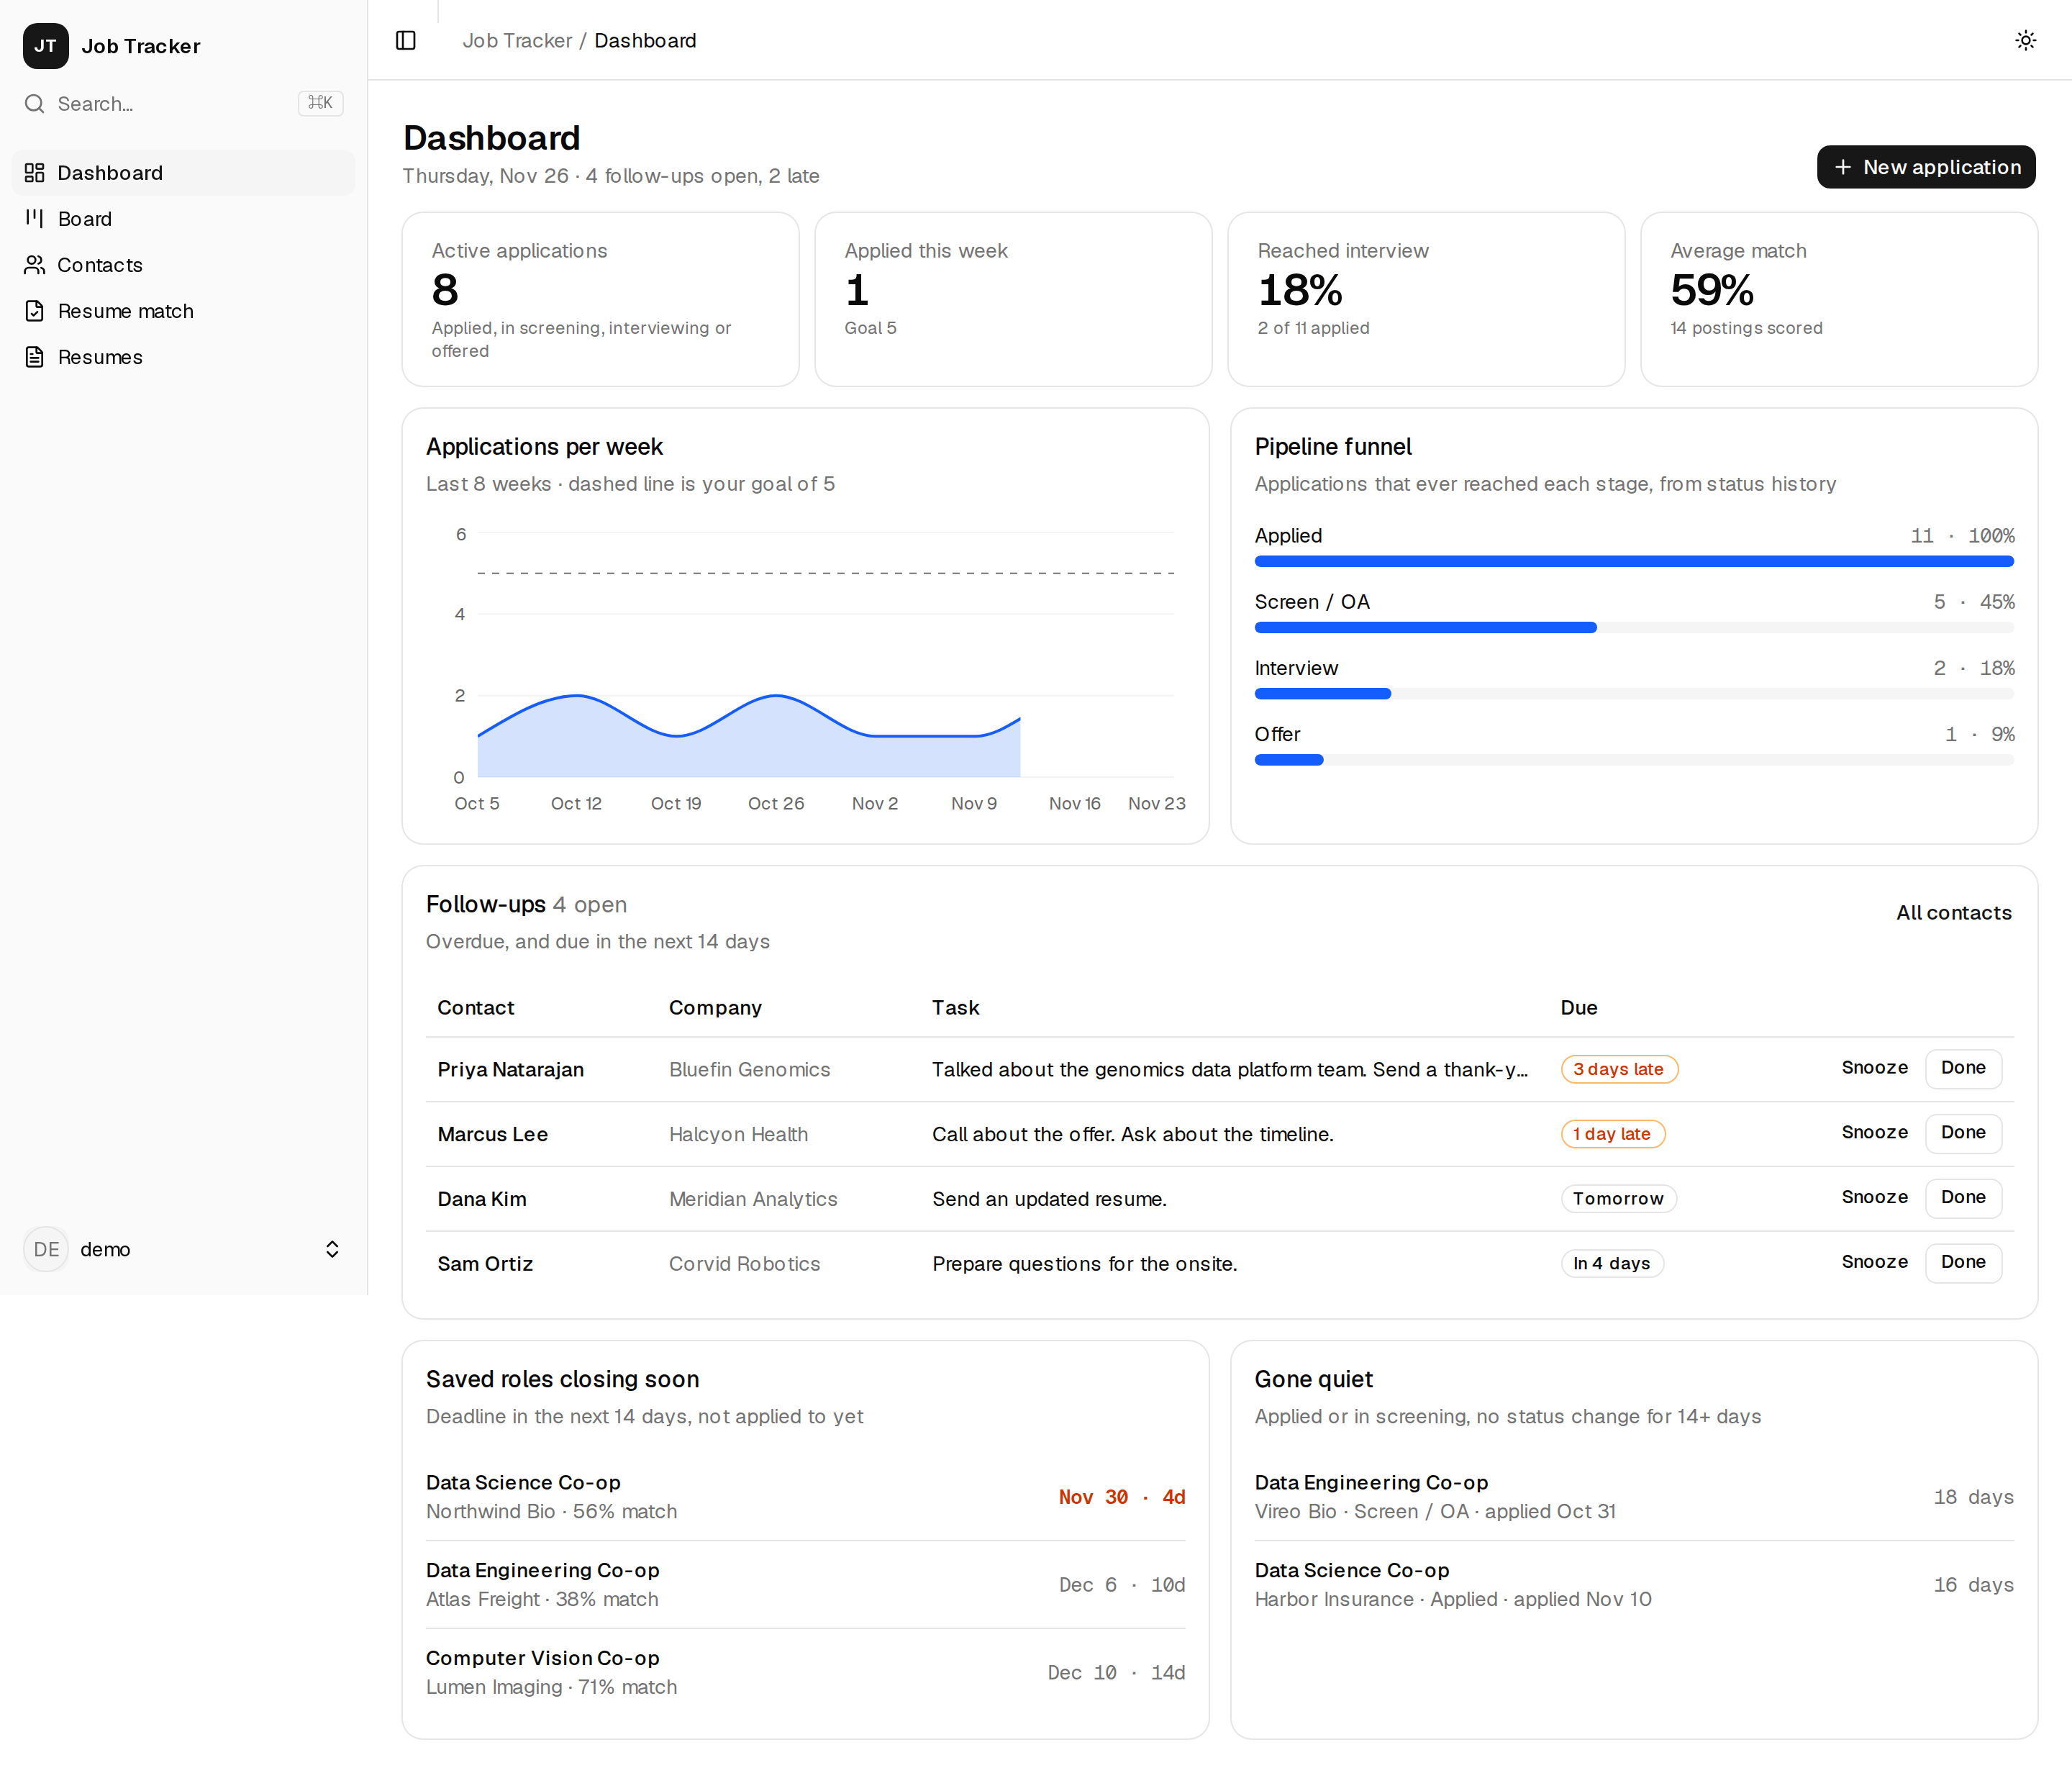 JT Job Tracker
Search... ⌘K
Dashboard
Board
Contacts
Resume match
Resumes
DE demo
Job Tracker / Dashboard
Dashboard
Thursday, Nov 26 · 4 follow-ups open, 2 late
New application
Active applications
8
Applied, in screening, interviewing or
offered
Applied this week
1
Goal 5
Reached interview
18%
2 of 11 applied
Average match
59%
14 postings scored
Applications per week
Last 8 weeks · dashed line is your goal of 5
6
4
2
0
Oct 5 Oct 12 Oct 19 Oct 26 Nov 2 Nov 9 Nov 16 Nov 23
Pipeline funnel
Applications that ever reached each stage, from status history
Applied 11 · 100%
Screen / OA 5 · 45%
Interview 2 · 18%
Offer 1 · 9%
Follow-ups 4 open
Overdue, and due in the next 14 days
All contacts
Contact Company Task Due
Priya Natarajan Bluefin Genomics Talked about the genomics data platform team. Send a thank-y... 3 days late Snooze Done
Marcus Lee Halcyon Health Call about the offer. Ask about the timeline. 1 day late Snooze Done
Dana Kim Meridian Analytics Send an updated resume. Tomorrow Snooze Done
Sam Ortiz Corvid Robotics Prepare questions for the onsite. In 4 days Snooze Done
Saved roles closing soon
Deadline in the next 14 days, not applied to yet
Data Science Co-op
Northwind Bio · 56% match
Nov 30 · 4d
Data Engineering Co-op
Atlas Freight · 38% match
Dec 6 · 10d
Computer Vision Co-op
Lumen Imaging · 71% match
Dec 10 · 14d
Gone quiet
Applied or in screening, no status change for 14+ days
Data Engineering Co-op
Vireo Bio · Screen / OA · applied Oct 31
18 days
Data Science Co-op
Harbor Insurance · Applied · applied Nov 10
16 days